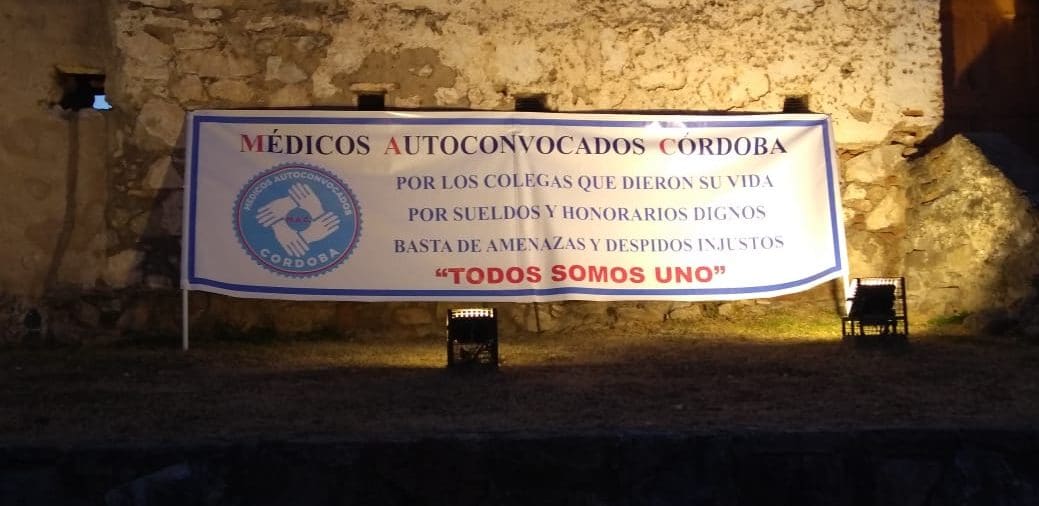 MÉDICOS AUTOCONVOCADOS CÓRDOBA
POR LOS COLEGAS QUE DIERON SU VIDA
POR SUELDOS Y HONORARIOS DIGNOS
BASTA DE AMENAZAS Y DESPIDOS INJUSTOS
“TODOS SOMOS UNO”
MÉDICOS AUTOCONVOCADOS
M.A.C.
CÓRDOBA